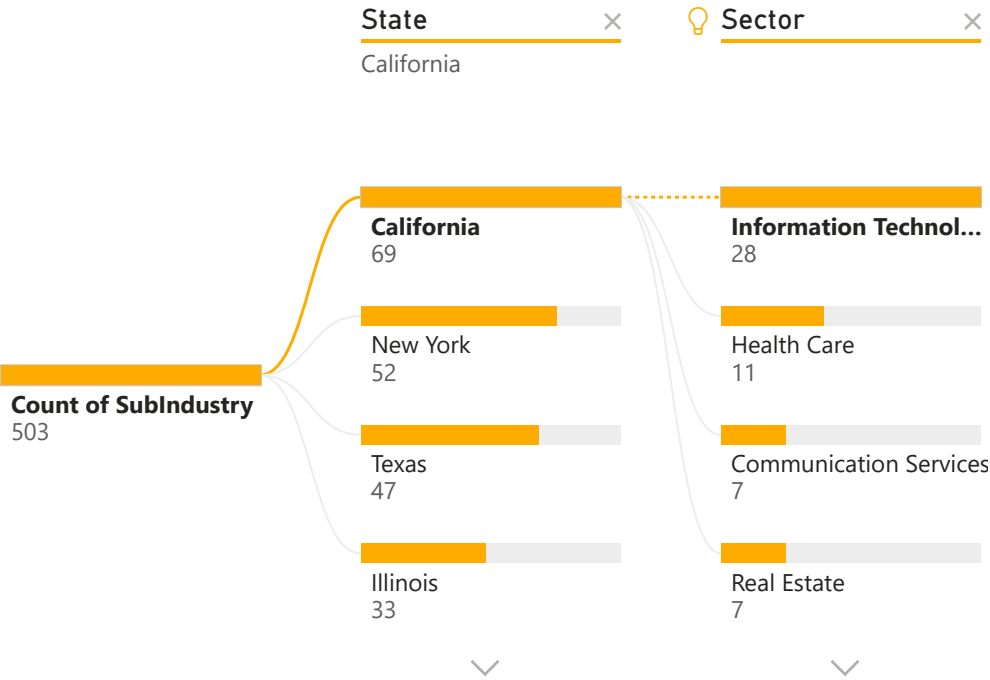 State
Sector
California
California
69
Information Technol...
28
New York
52
Health Care
11
Count of SubIndustry
503
Texas
47
Communication Services
7
Illinois
33
Real Estate
7